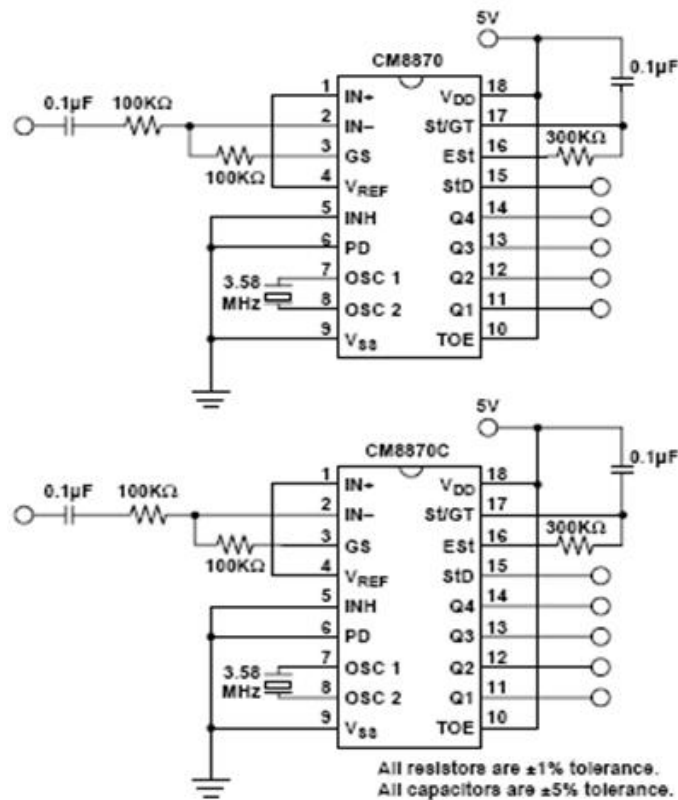 5V
CM8870
0.1µF
0.1µF 100KΩ
1 IN+ VDD 18
2 IN− St/GT 17
300KΩ
3 GS ESt 16
100KΩ
4 VREF StD 15
5 INH Q4 14
6 PD Q3 13
7 OSC 1 Q2 12
3.58
MHz
8 OSC 2 Q1 11
9 VSS TOE 10
5V
CM8870C
0.1µF
0.1µF 100KΩ
1 IN+ VDD 18
2 IN− St/GT 17
300KΩ
3 GS ESt 16
100KΩ
4 VREF StD 15
5 INH Q4 14
6 PD Q3 13
7 OSC 1 Q2 12
3.58
MHz
8 OSC 2 Q1 11
9 VSS TOE 10
All resistors are ±1% tolerance.
All capacitors are ±5% tolerance.